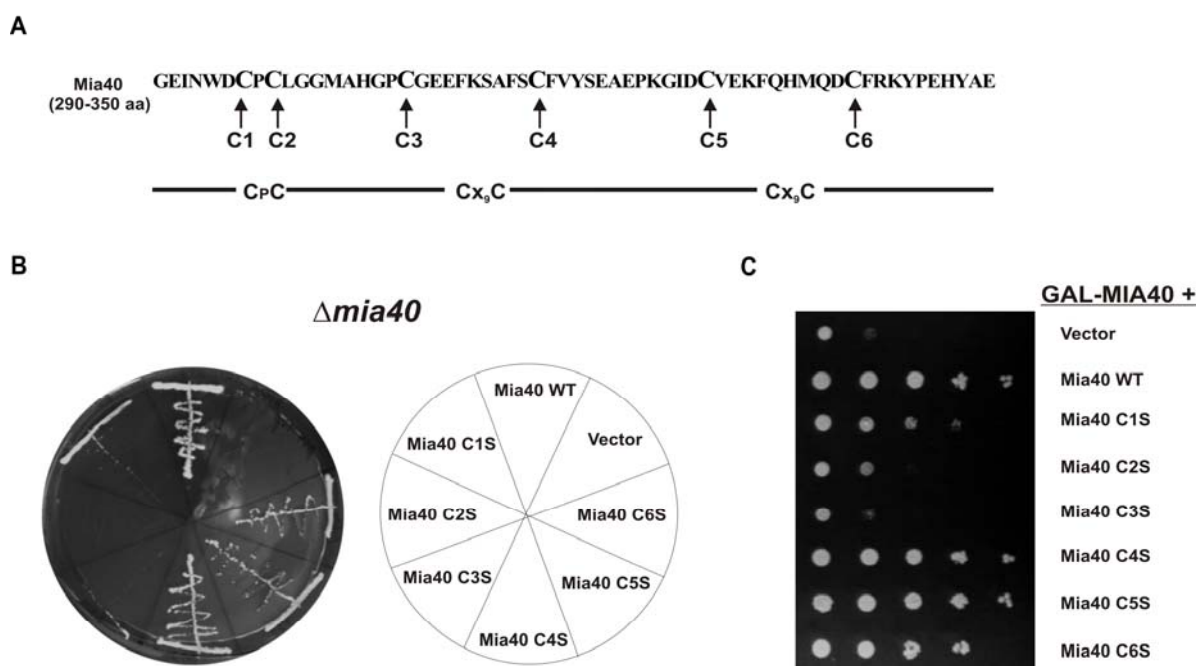 A
Mia40
(290-350 aa)
GEINWDCPCLGGMAHGPCGEEFKSAFSCFVYSEAEPKGIDCVEKFQHMQDCFRKYPEHYAE
C1 C2 C3 C4 C5 C6
CPC Cx₉C Cx₉C
B
Δmia40
Mia40 WT
Vector
Mia40 C1S
Mia40 C2S
Mia40 C6S
Mia40 C3S
Mia40 C5S
Mia40 C4S
C
GAL-MIA40 +
Vector
Mia40 WT
Mia40 C1S
Mia40 C2S
Mia40 C3S
Mia40 C4S
Mia40 C5S
Mia40 C6S